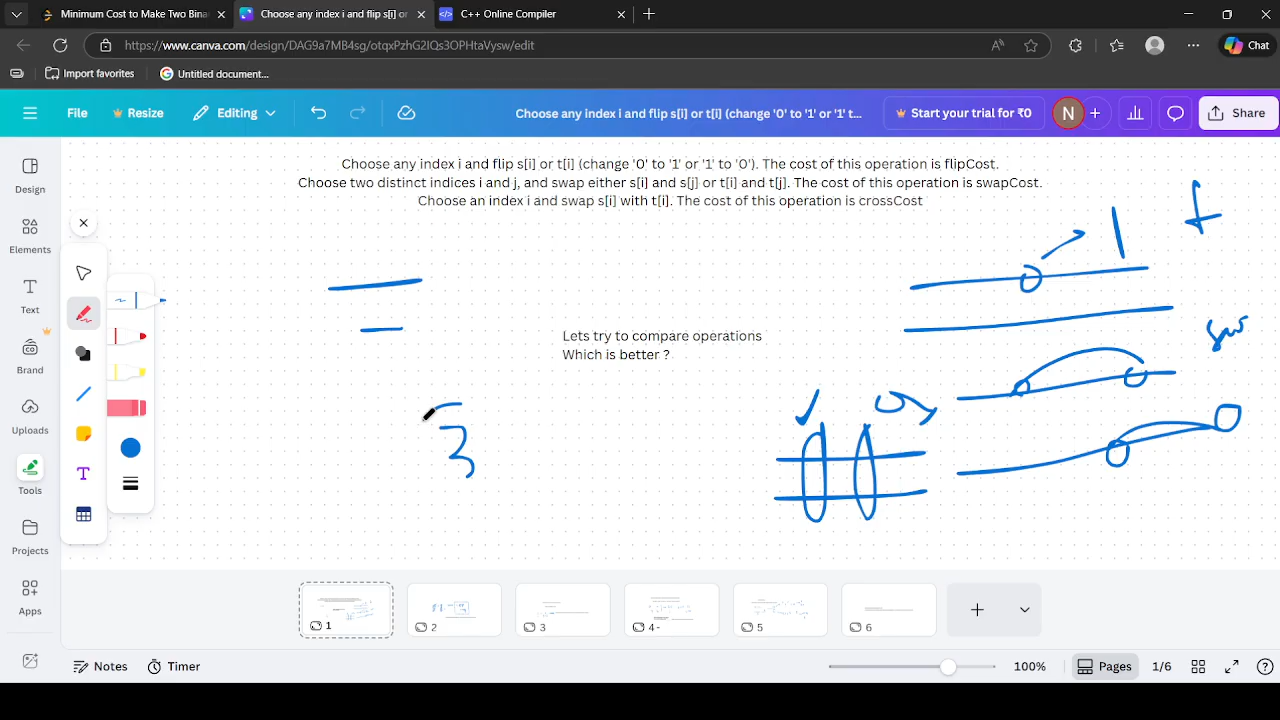 Minimum Cost to Make Two Bina
Choose any index i and flip s[i] or
C++ Online Compiler
https://www.canva.com/design/DAG9a7MB4sg/otqxPzhG2IQs3OPHtaVysw/edit
Chat
Import favorites
Untitled document...
File
Resize
Editing
Choose any index i and flip s[i] or t[i] (change '0' to '1' or '1' t...
Start your trial for ₹0
N
Share
Choose any index i and flip s[i] or t[i] (change '0' to '1' or '1' to '0'). The cost of this operation is flipCost.
Choose two distinct indices i and j, and swap either s[i] and s[j] or t[i] and t[j]. The cost of this operation is swapCost.
Choose an index i and swap s[i] with t[i]. The cost of this operation is crossCost
Design
Elements
Text
Brand
Uploads
Tools
Projects
Apps
1
f
Lets try to compare operations
Which is better ?
3
1
2
3
4
5
6
Notes
Timer
100%
Pages
1/6